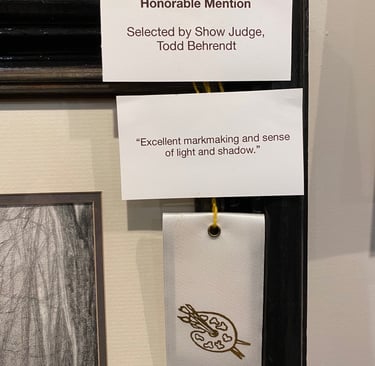 Honorable Mention
Selected by Show Judge,
Todd Behrendt
“Excellent markmaking and sense
of light and shadow.”